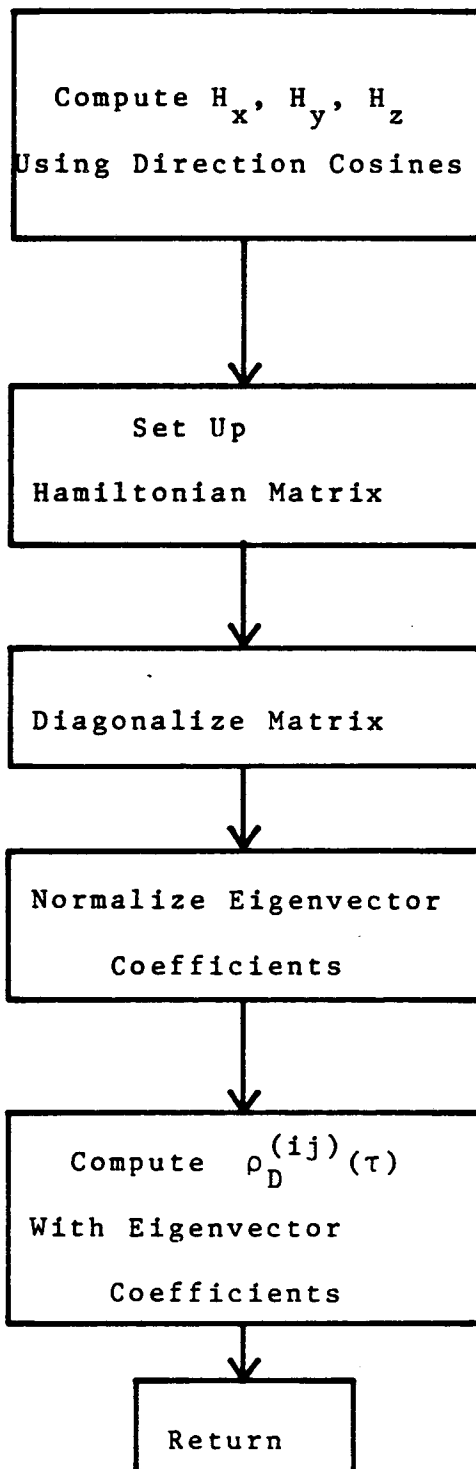 Compute H_x, H_y, H_z
Using Direction Cosines
Set Up
Hamiltonian Matrix
Diagonalize Matrix
Normalize Eigenvector
Coefficients
Compute ρ_D^(ij)(τ)
With Eigenvector
Coefficients
Return